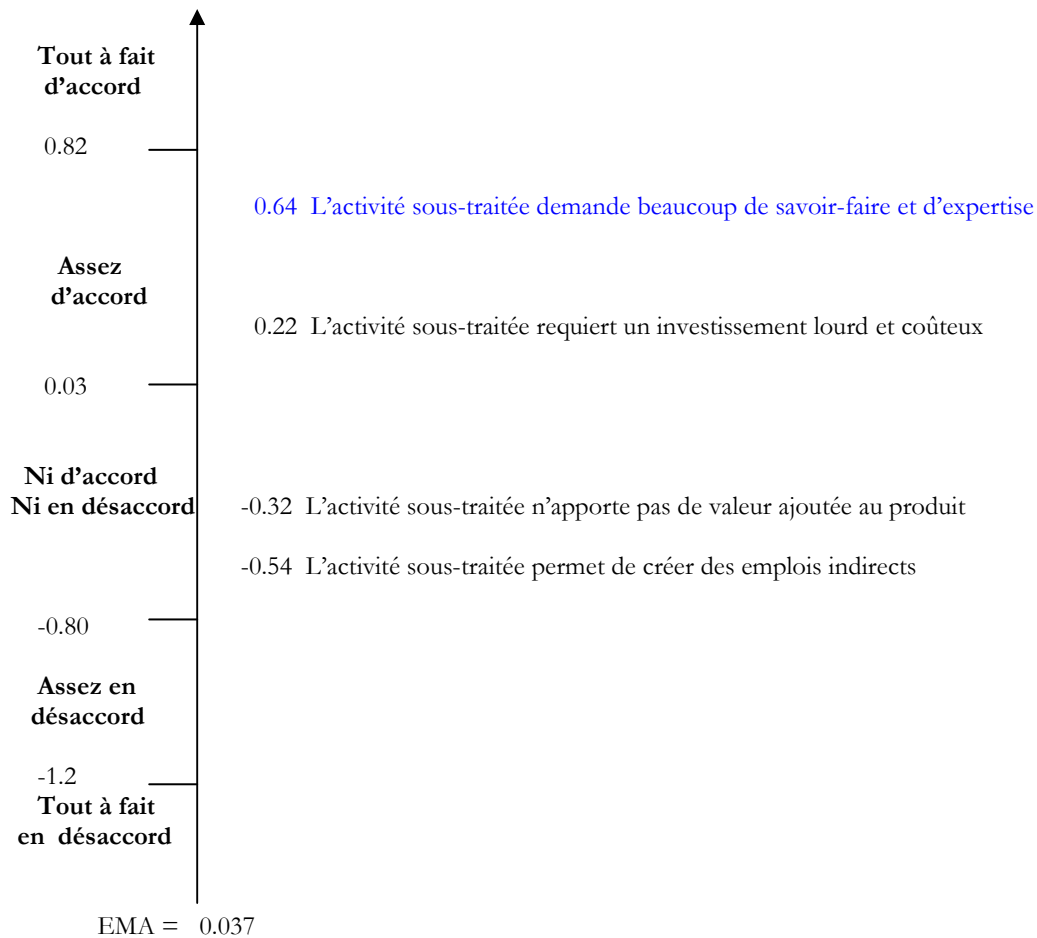 Tout à fait
d’accord
0.82
0.64 L’activité sous-traitée demande beaucoup de savoir-faire et d’expertise
Assez
d’accord
0.22 L’activité sous-traitée requiert un investissement lourd et coûteux
0.03
Ni d’accord
Ni en désaccord
-0.32 L’activité sous-traitée n’apporte pas de valeur ajoutée au produit
-0.54 L’activité sous-traitée permet de créer des emplois indirects
-0.80
Assez en
désaccord
-1.2
Tout à fait
en désaccord
EMA = 0.037